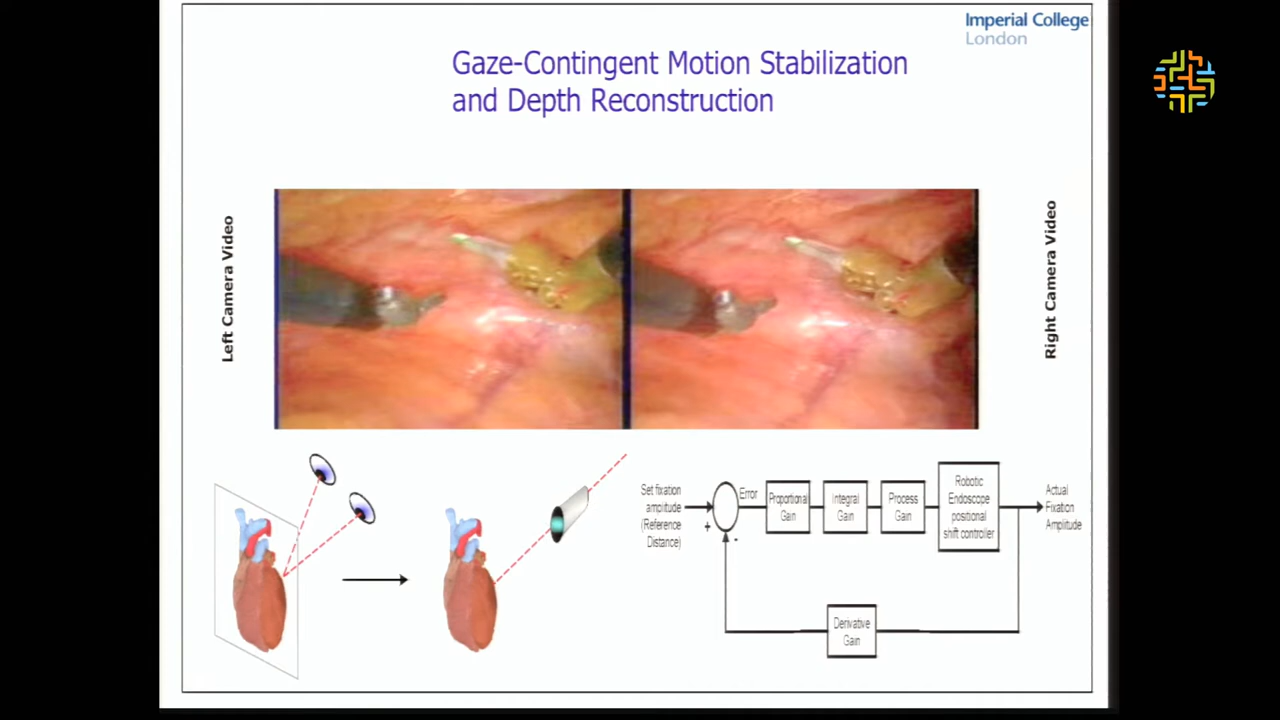 Imperial College
London
Gaze-Contingent Motion Stabilization
and Depth Reconstruction
Left Camera Video
Right Camera Video
Set fixation
amplitude
(Reference
Distance)
+
-
Error
Proportional
Gain
Integral
Gain
Process
Gain
Robotic
Endoscope
positional
shift controller
Actual
Fixation
Amplitude
Derivative
Gain